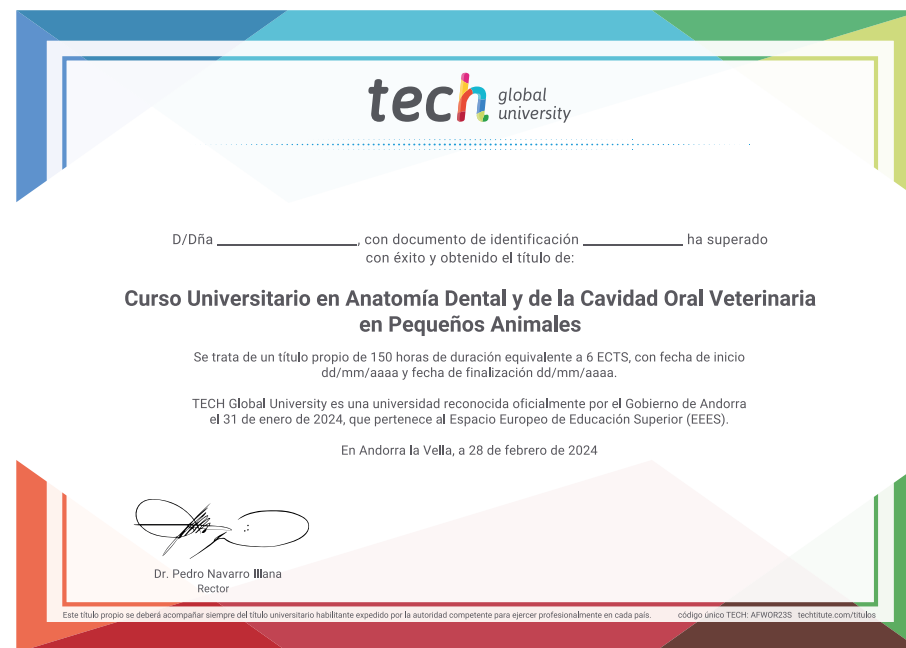 tech global university
D/Dña ____________________, con documento de identificación ______________ ha superado
con éxito y obtenido el título de:
Curso Universitario en Anatomía Dental y de la Cavidad Oral Veterinaria
en Pequeños Animales
Se trata de un título propio de 150 horas de duración equivalente a 6 ECTS, con fecha de inicio
dd/mm/aaaa y fecha de finalización dd/mm/aaaa.
TECH Global University es una universidad reconocida oficialmente por el Gobierno de Andorra
el 31 de enero de 2024, que pertenece al Espacio Europeo de Educación Superior (EEES).
En Andorra la Vella, a 28 de febrero de 2024
Dr. Pedro Navarro Illana
Rector
Este título propio se deberá acompañar siempre del título universitario habilitante expedido por la autoridad competente para ejercer profesionalmente en cada país. código único TECH: AFWOR23S techtitute.com/titulos